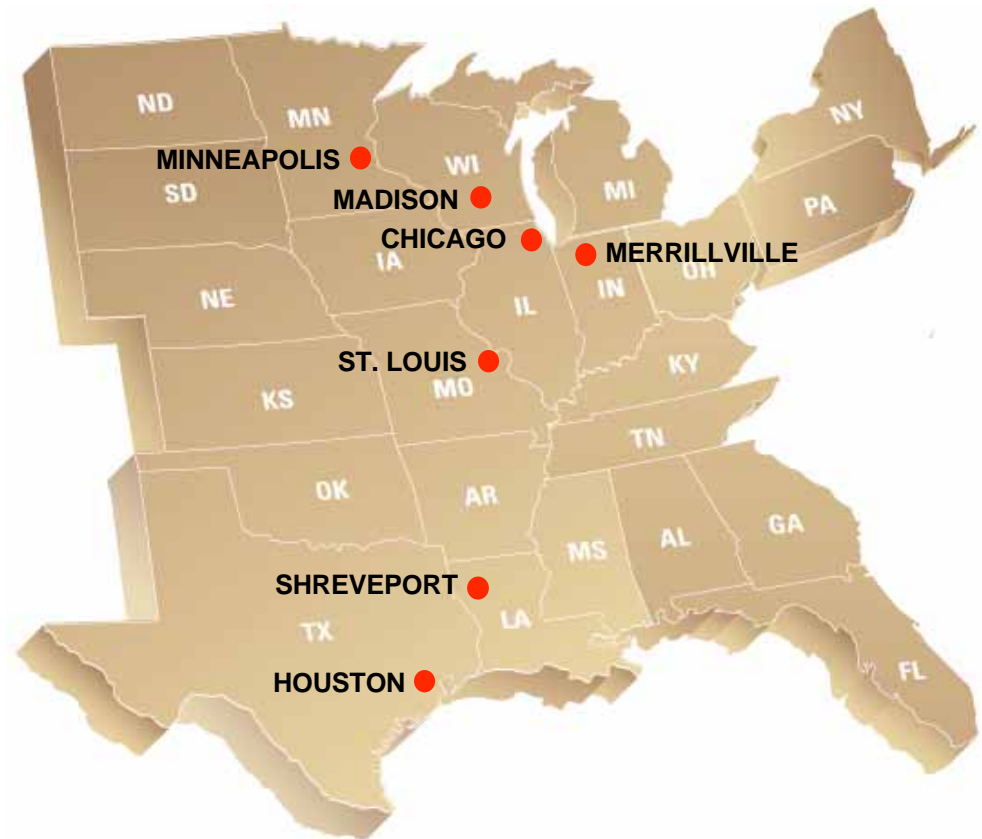 ND
MN
NY
MINNEAPOLIS
WI
SD
MADISON
MI
PA
CHICAGO
MERRILLVILLE
IA
OH
NE
IN
IL
ST. LOUIS
KY
MO
KS
TN
OK
AR
GA
MS
AL
SHREVEPORT
LA
TX
FL
HOUSTON